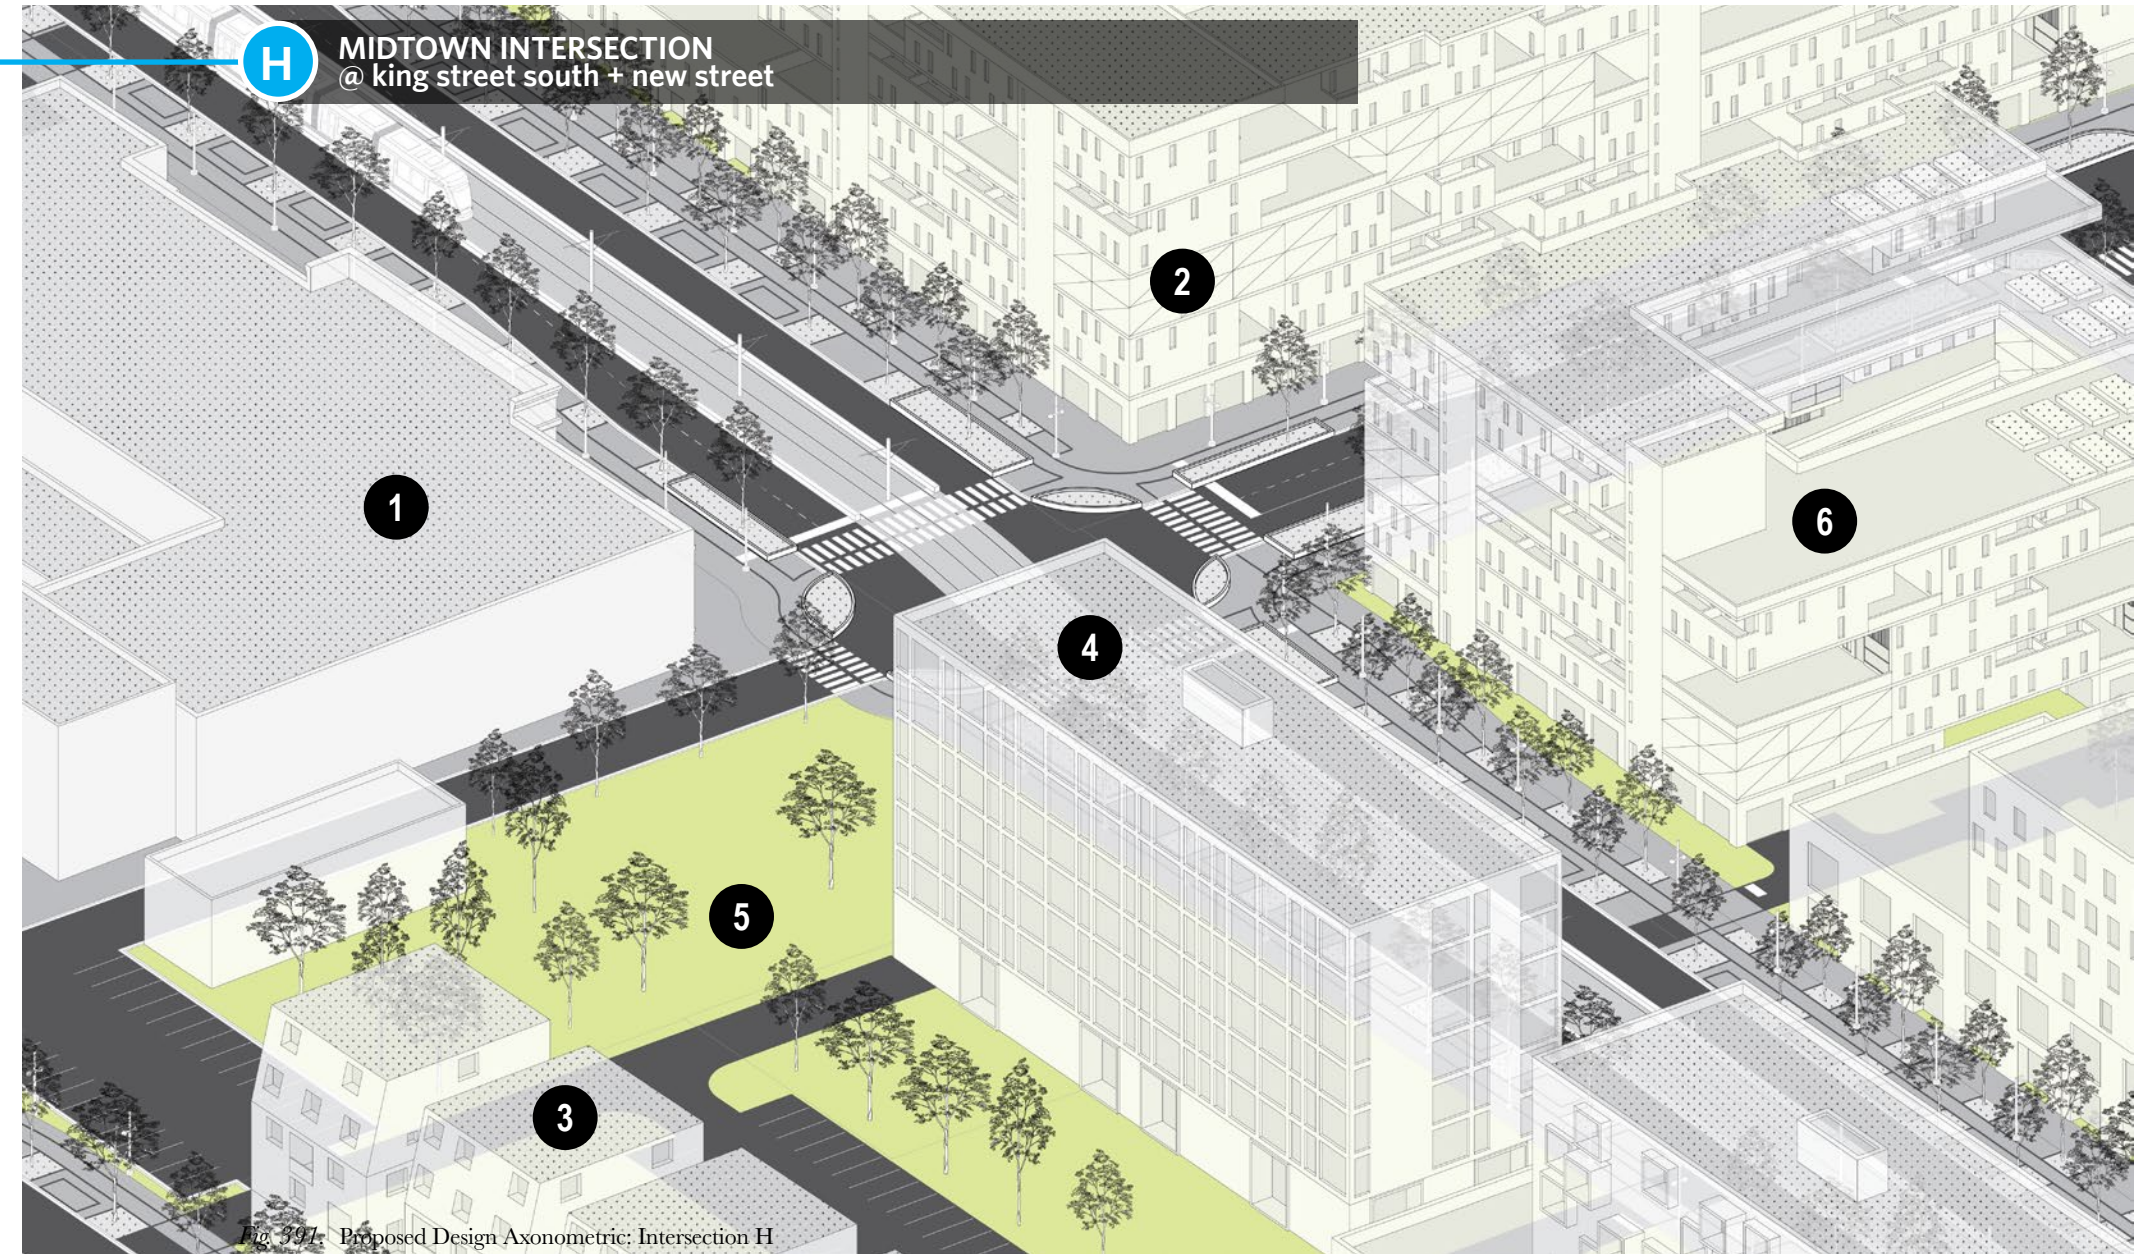 H
MIDTOWN INTERSECTION
@ king street south + new street
2
1
6
4
5
3
Fig. 391. Proposed Design Axonometric: Intersection H